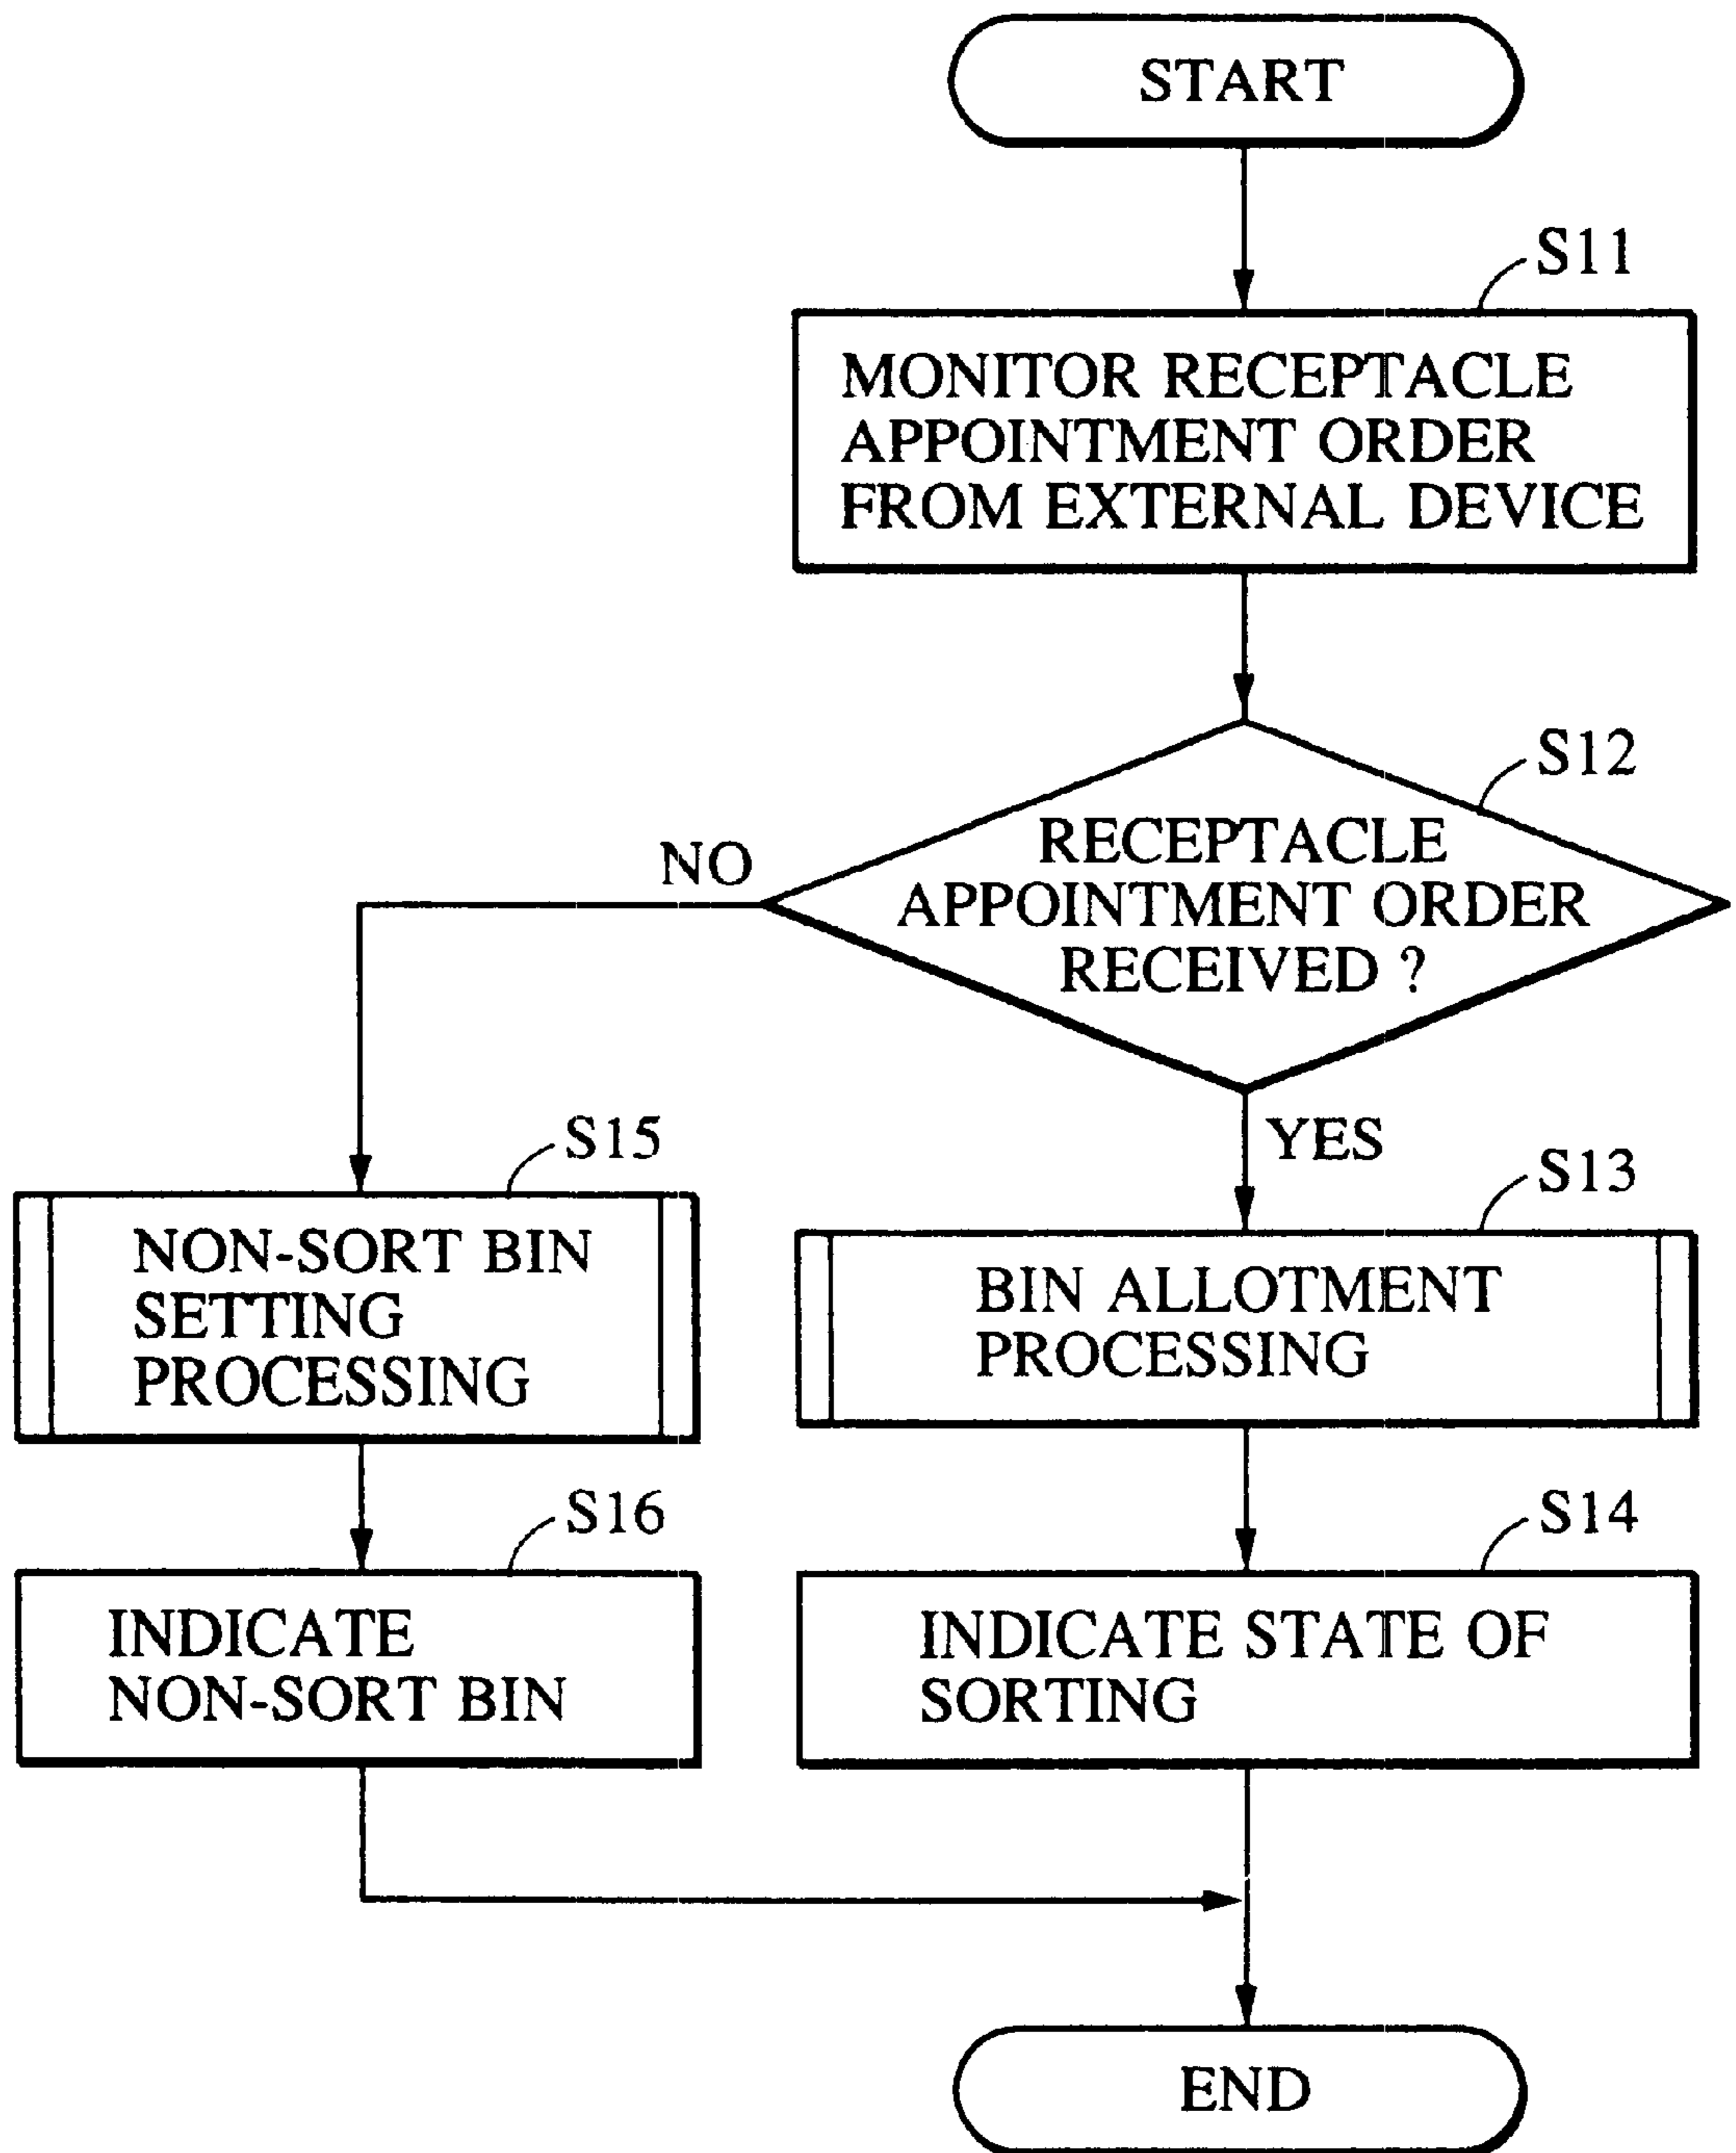 START
S11
MONITOR RECEPTACLE
APPOINTMENT ORDER
FROM EXTERNAL DEVICE
S12
RECEPTACLE
APPOINTMENT ORDER
RECEIVED ?
NO
YES
S15
NON-SORT BIN
SETTING
PROCESSING
S13
BIN ALLOTMENT
PROCESSING
S16
INDICATE
NON-SORT BIN
S14
INDICATE STATE OF
SORTING
END